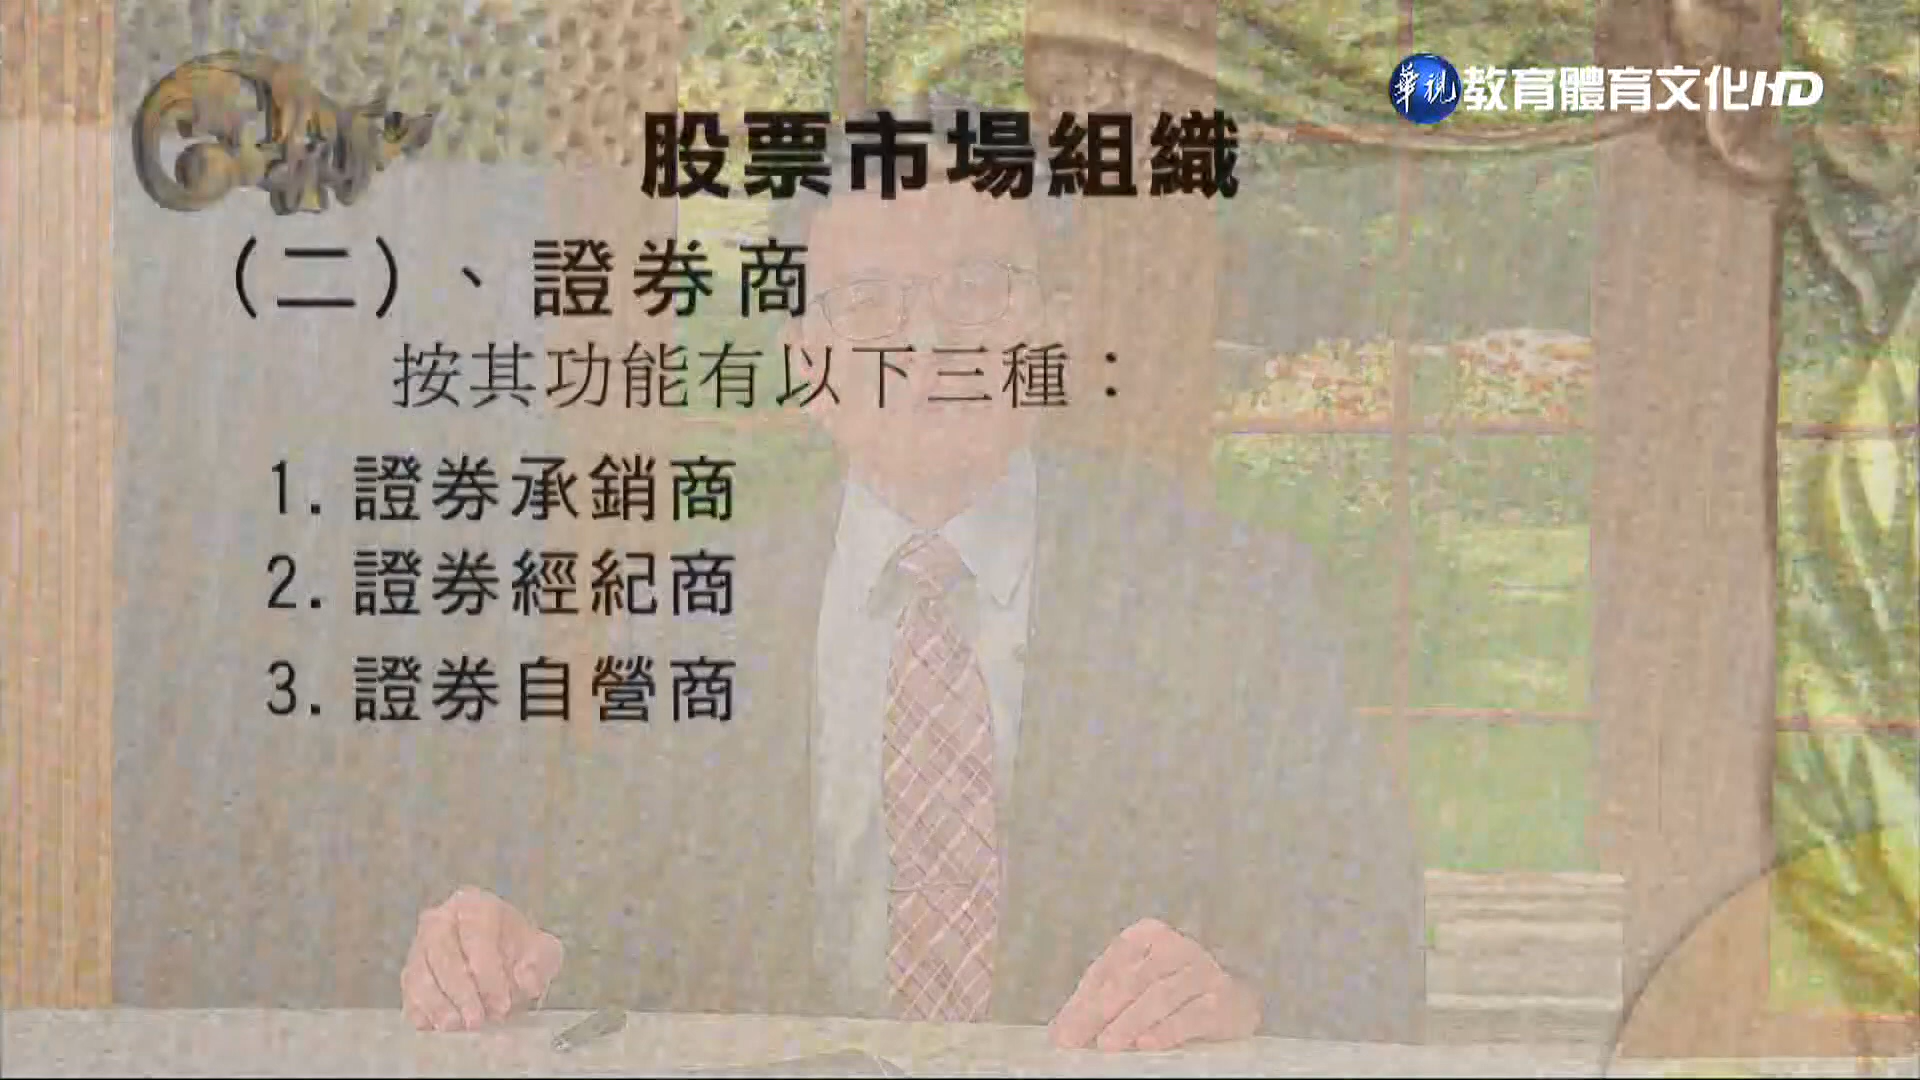 華視 教育體育文化HD
股票市場組織
(二)、證券商
按其功能有以下三種：
1. 證券承銷商
2. 證券經紀商
3. 證券自營商